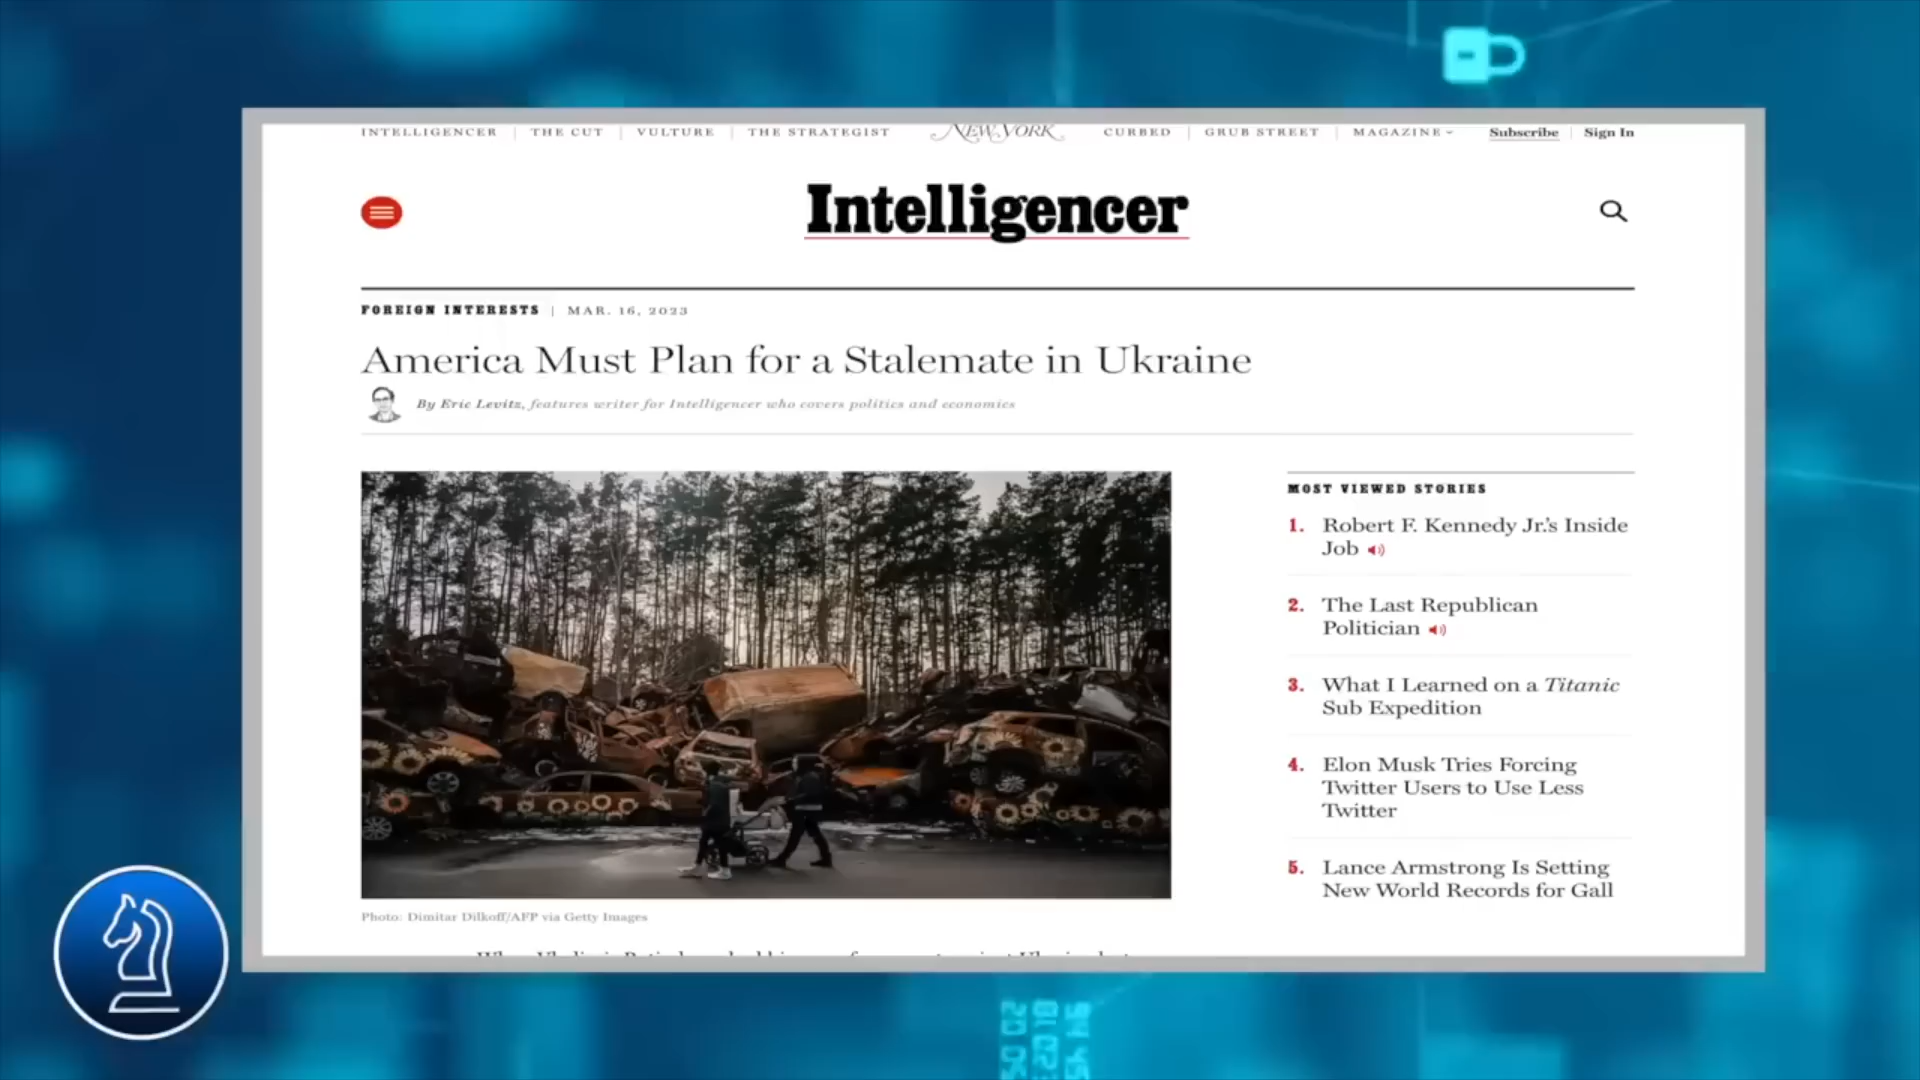 INTELLIGENCER | THE CUT | VULTURE | THE STRATEGIST NEW YORK CURBED | GRUB STREET | MAGAZINE Subscribe | Sign In
Intelligencer
FOREIGN INTERESTS | MAR. 16, 2023
America Must Plan for a Stalemate in Ukraine
By Eric Levitz, features writer for Intelligencer who covers politics and economics
MOST VIEWED STORIES
1. Robert F. Kennedy Jr.'s Inside
Job
2. The Last Republican
Politician
3. What I Learned on a Titanic
Sub Expedition
4. Elon Musk Tries Forcing
Twitter Users to Use Less
Twitter
5. Lance Armstrong Is Setting
New World Records for Gall
Photo: Dimitar Dilkoff/AFP via Getty Images